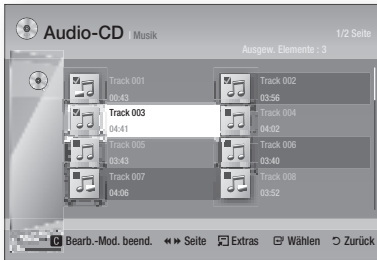 Audio-CD | Musik
1/2 Seite
Ausgew. Elemente : 3
Track 001
00:43
Track 002
03:56
Track 003
04:41
Track 004
04:02
Track 005
03:43
Track 006
03:40
Track 007
04:06
Track 008
03:52
C Bearb.-Mod. beend. Seite Extras Wählen Zurück